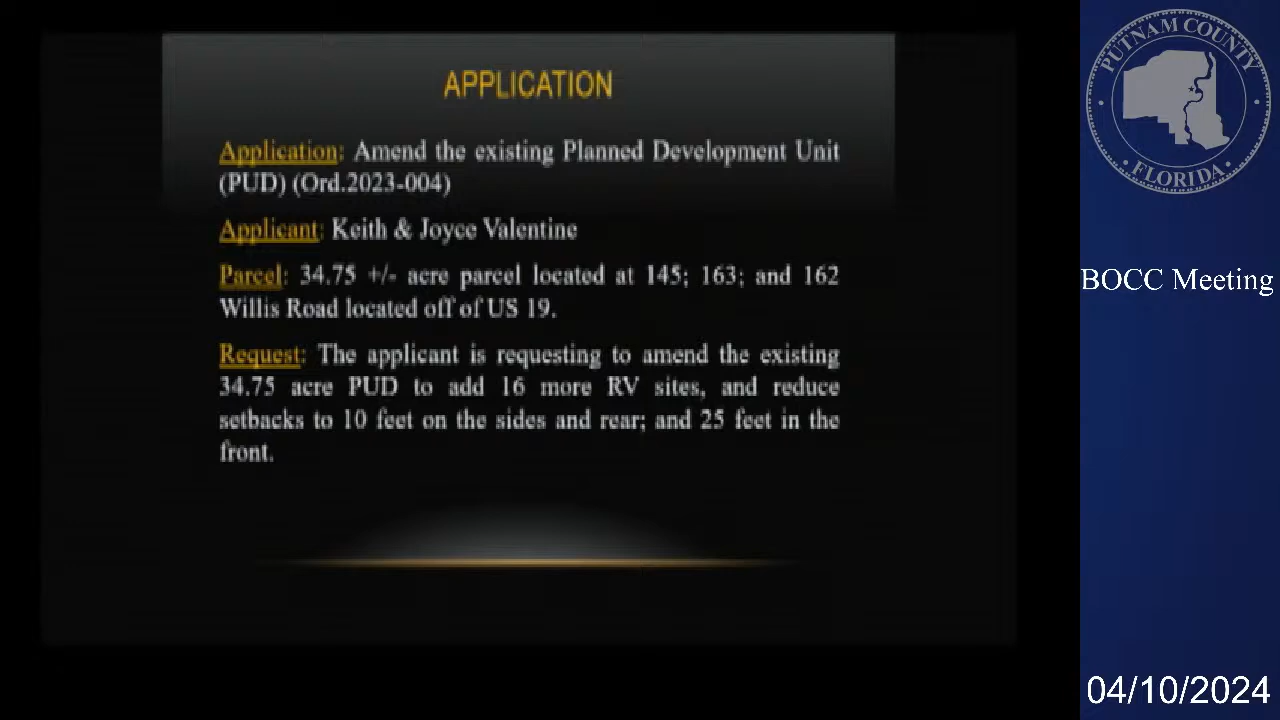 APPLICATION
Application: Amend the existing Planned Development Unit
(PUD) (Ord.2023-004)
Applicant: Keith & Joyce Valentine
Parcel: 34.75 +/- acre parcel located at 145; 163; and 162
Willis Road located off of US 19.
Request: The applicant is requesting to amend the existing
34.75 acre PUD to add 16 more RV sites, and reduce
setbacks to 10 feet on the sides and rear; and 25 feet in the
front.
PUTNAM COUNTY
FLORIDA
BOCC Meeting
04/10/2024